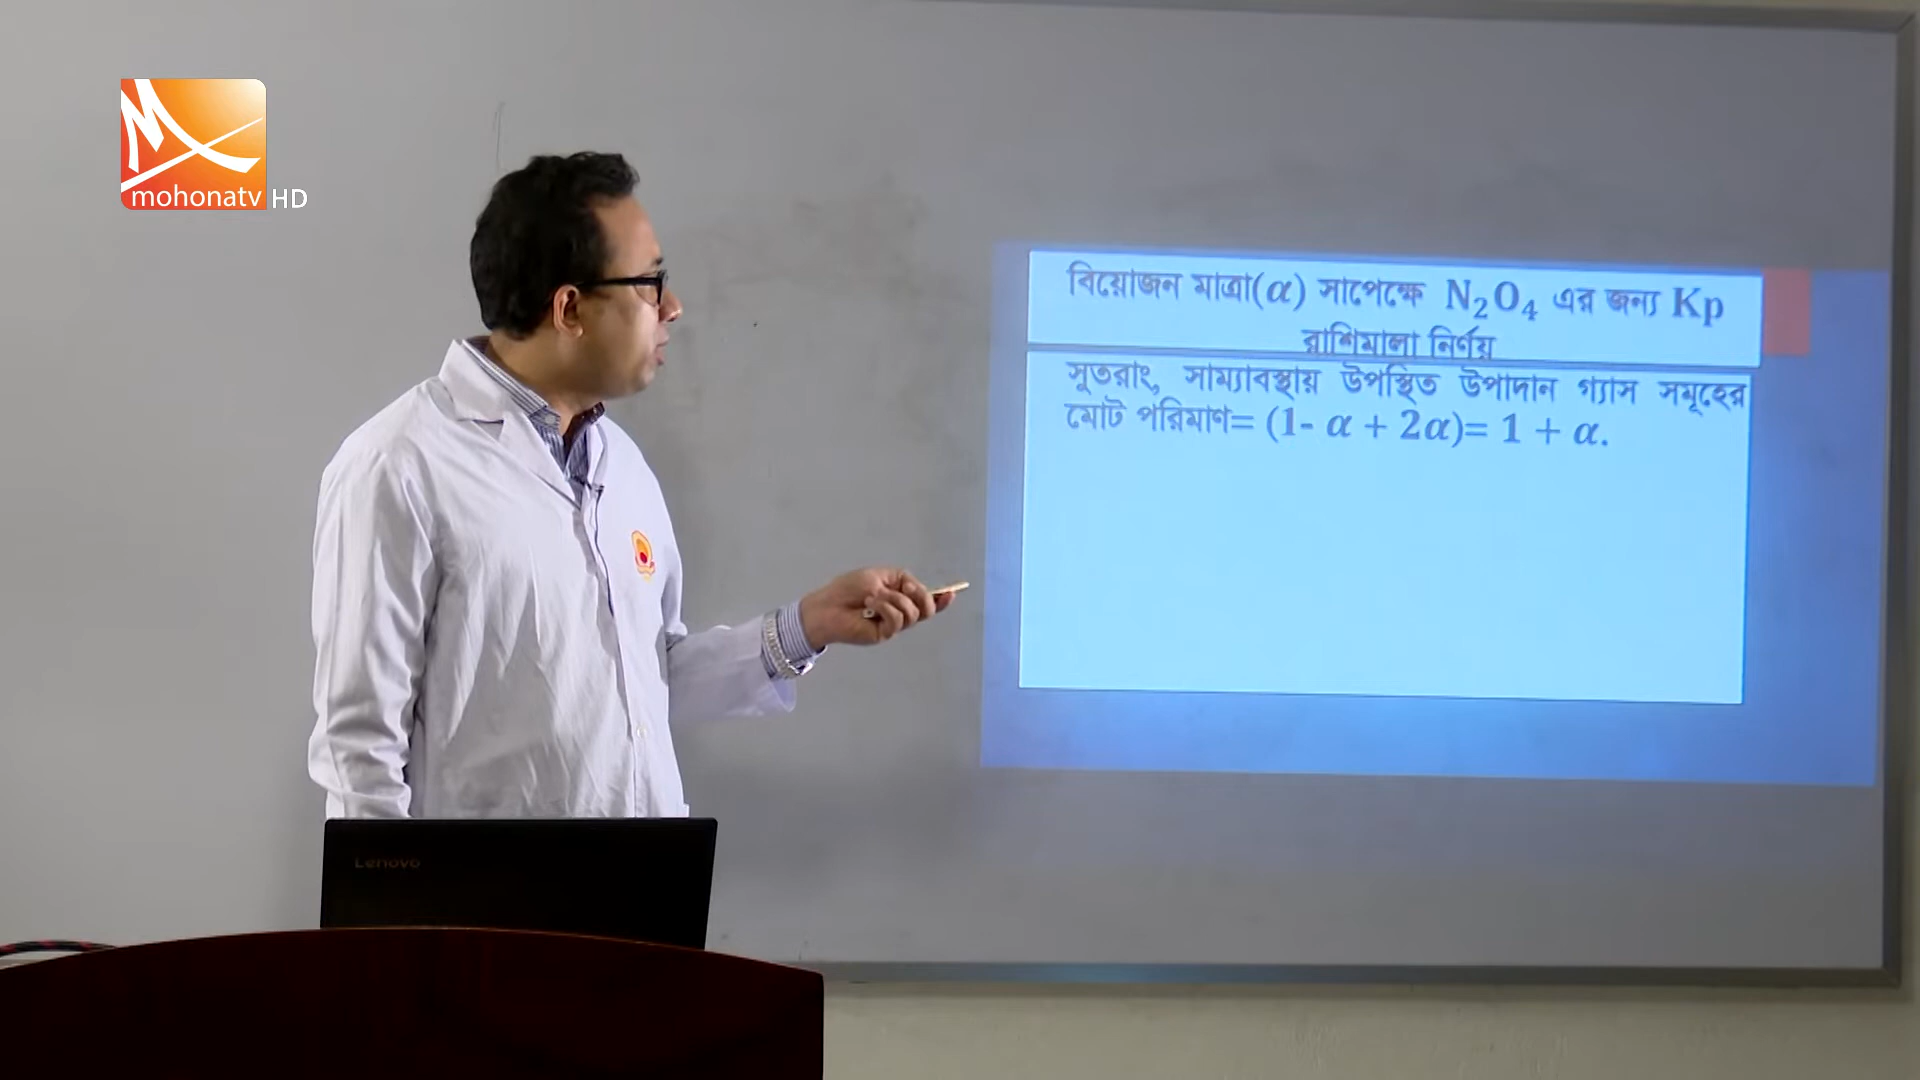 mohonatv HD
বিয়োজন মাত্রা(α) সাপেক্ষে N₂O₄ এর জন্য Kp
রাশিমালা নির্ণয়
সুতরাং, সাম্যাবস্থায় উপস্থিত উপাদান গ্যাস সমূহের
মোট পরিমাণ= (1- α + 2α)= 1 + α.
Lenovo